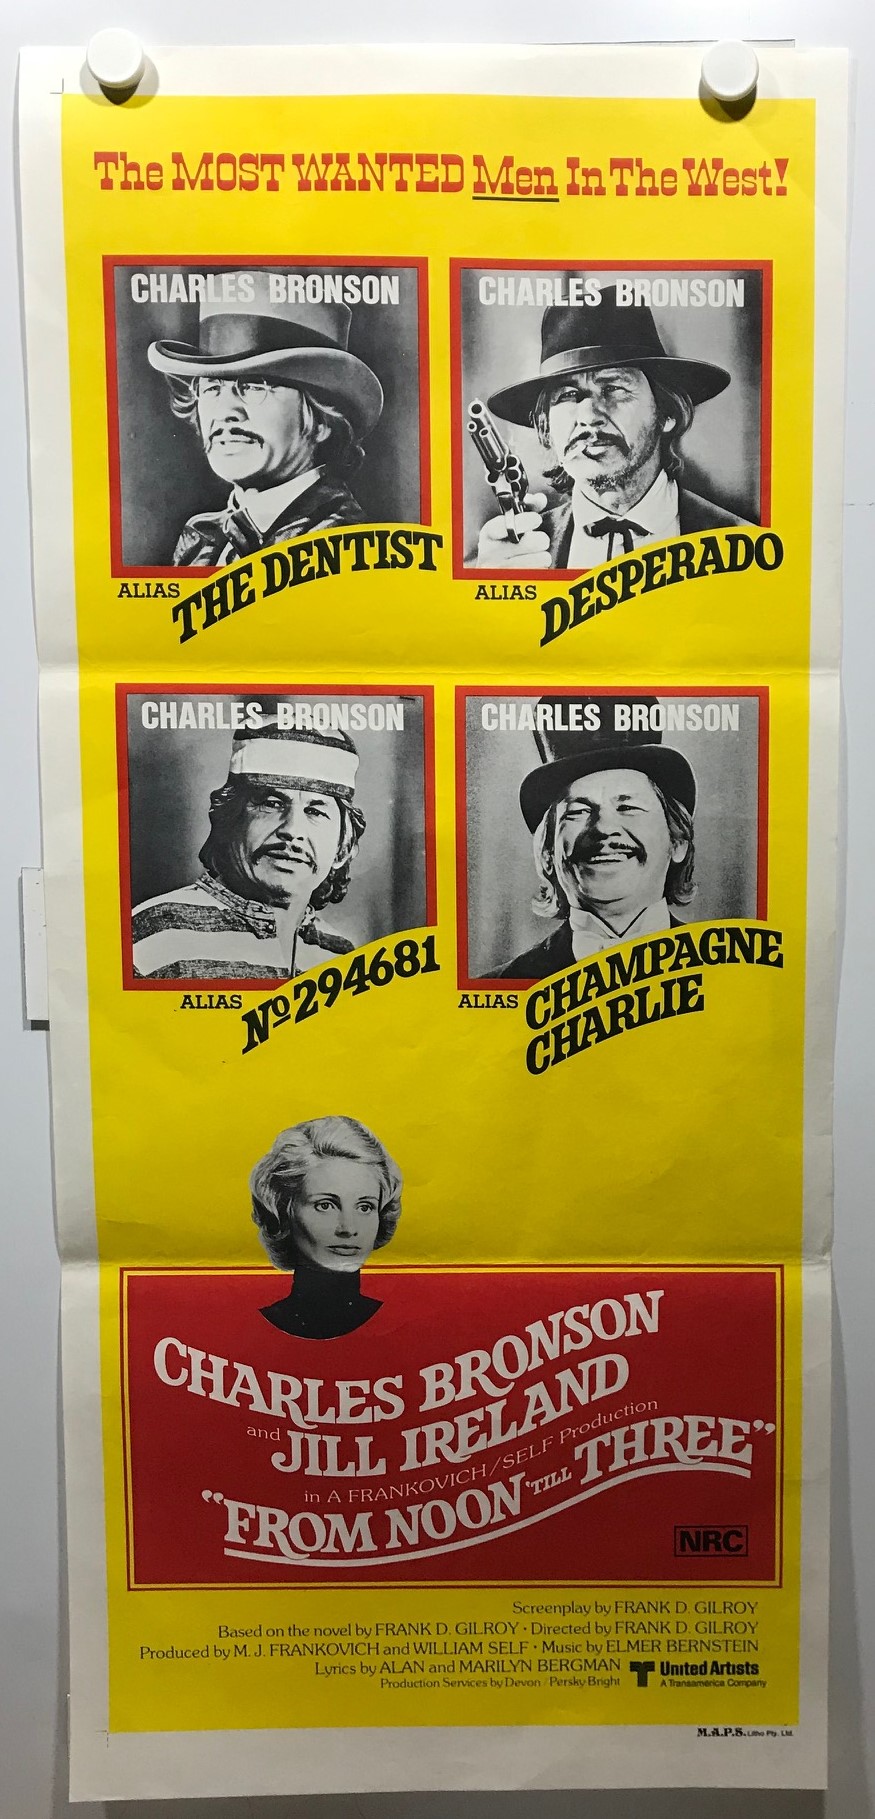 The MOST WANTED Men In The West!
CHARLES BRONSON
ALIAS THE DENTIST
CHARLES BRONSON
ALIAS DESPERADO
CHARLES BRONSON
ALIAS No 294681
CHARLES BRONSON
ALIAS CHAMPAGNE
CHARLIE
CHARLES BRONSON
and JILL IRELAND
in A FRANKOVICH/SELF Production
"FROM NOON 'TILL THREE"
NRC
Screenplay by FRANK D. GILROY
Based on the novel by FRANK D. GILROY • Directed by FRANK D. GILROY
Produced by M. J. FRANKOVICH and WILLIAM SELF • Music by ELMER BERNSTEIN
Lyrics by ALAN and MARILYN BERGMAN
Production Services by Devon / Persky Bright
United Artists
A Transamerica Company
M.A.P.S. Litho Pty. Ltd.